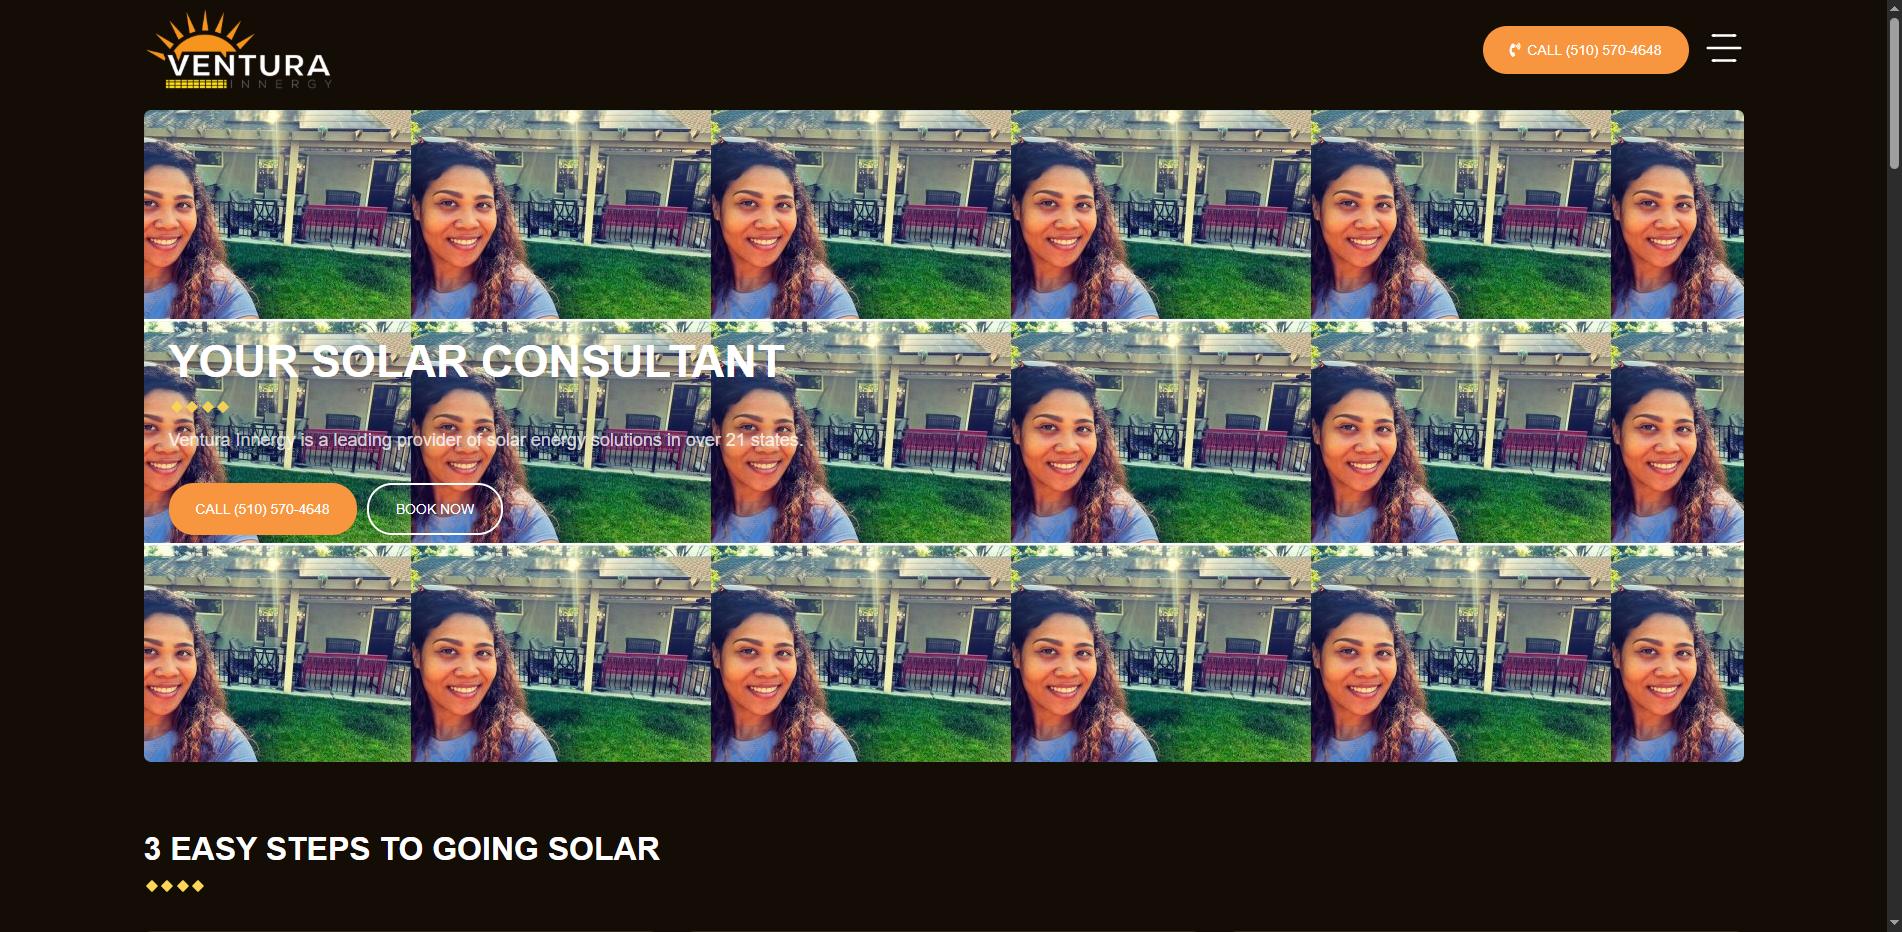 VENTURA
INNERGY
CALL (510) 570-4648
YOUR SOLAR CONSULTANT
Ventura Innergy is a leading provider of solar energy solutions in over 21 states.
CALL (510) 570-4648
BOOK NOW
3 EASY STEPS TO GOING SOLAR